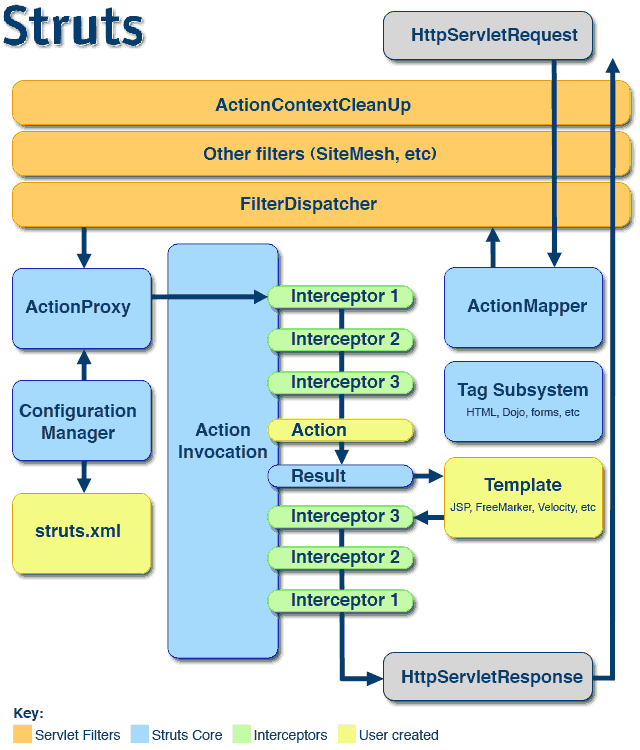 Struts
HttpServletRequest
ActionContextCleanUp
Other filters (SiteMesh, etc)
FilterDispatcher
ActionProxy
Interceptor 1
ActionMapper
Interceptor 2
Interceptor 3
Tag Subsystem
HTML, Dojo, forms, etc
Configuration
Manager
Action
Invocation
Action
Result
Template
JSP, FreeMarker, Velocity, etc
struts.xml
Interceptor 3
Interceptor 2
Interceptor 1
HttpServletResponse
Key:
Servlet Filters
Struts Core
Interceptors
User created